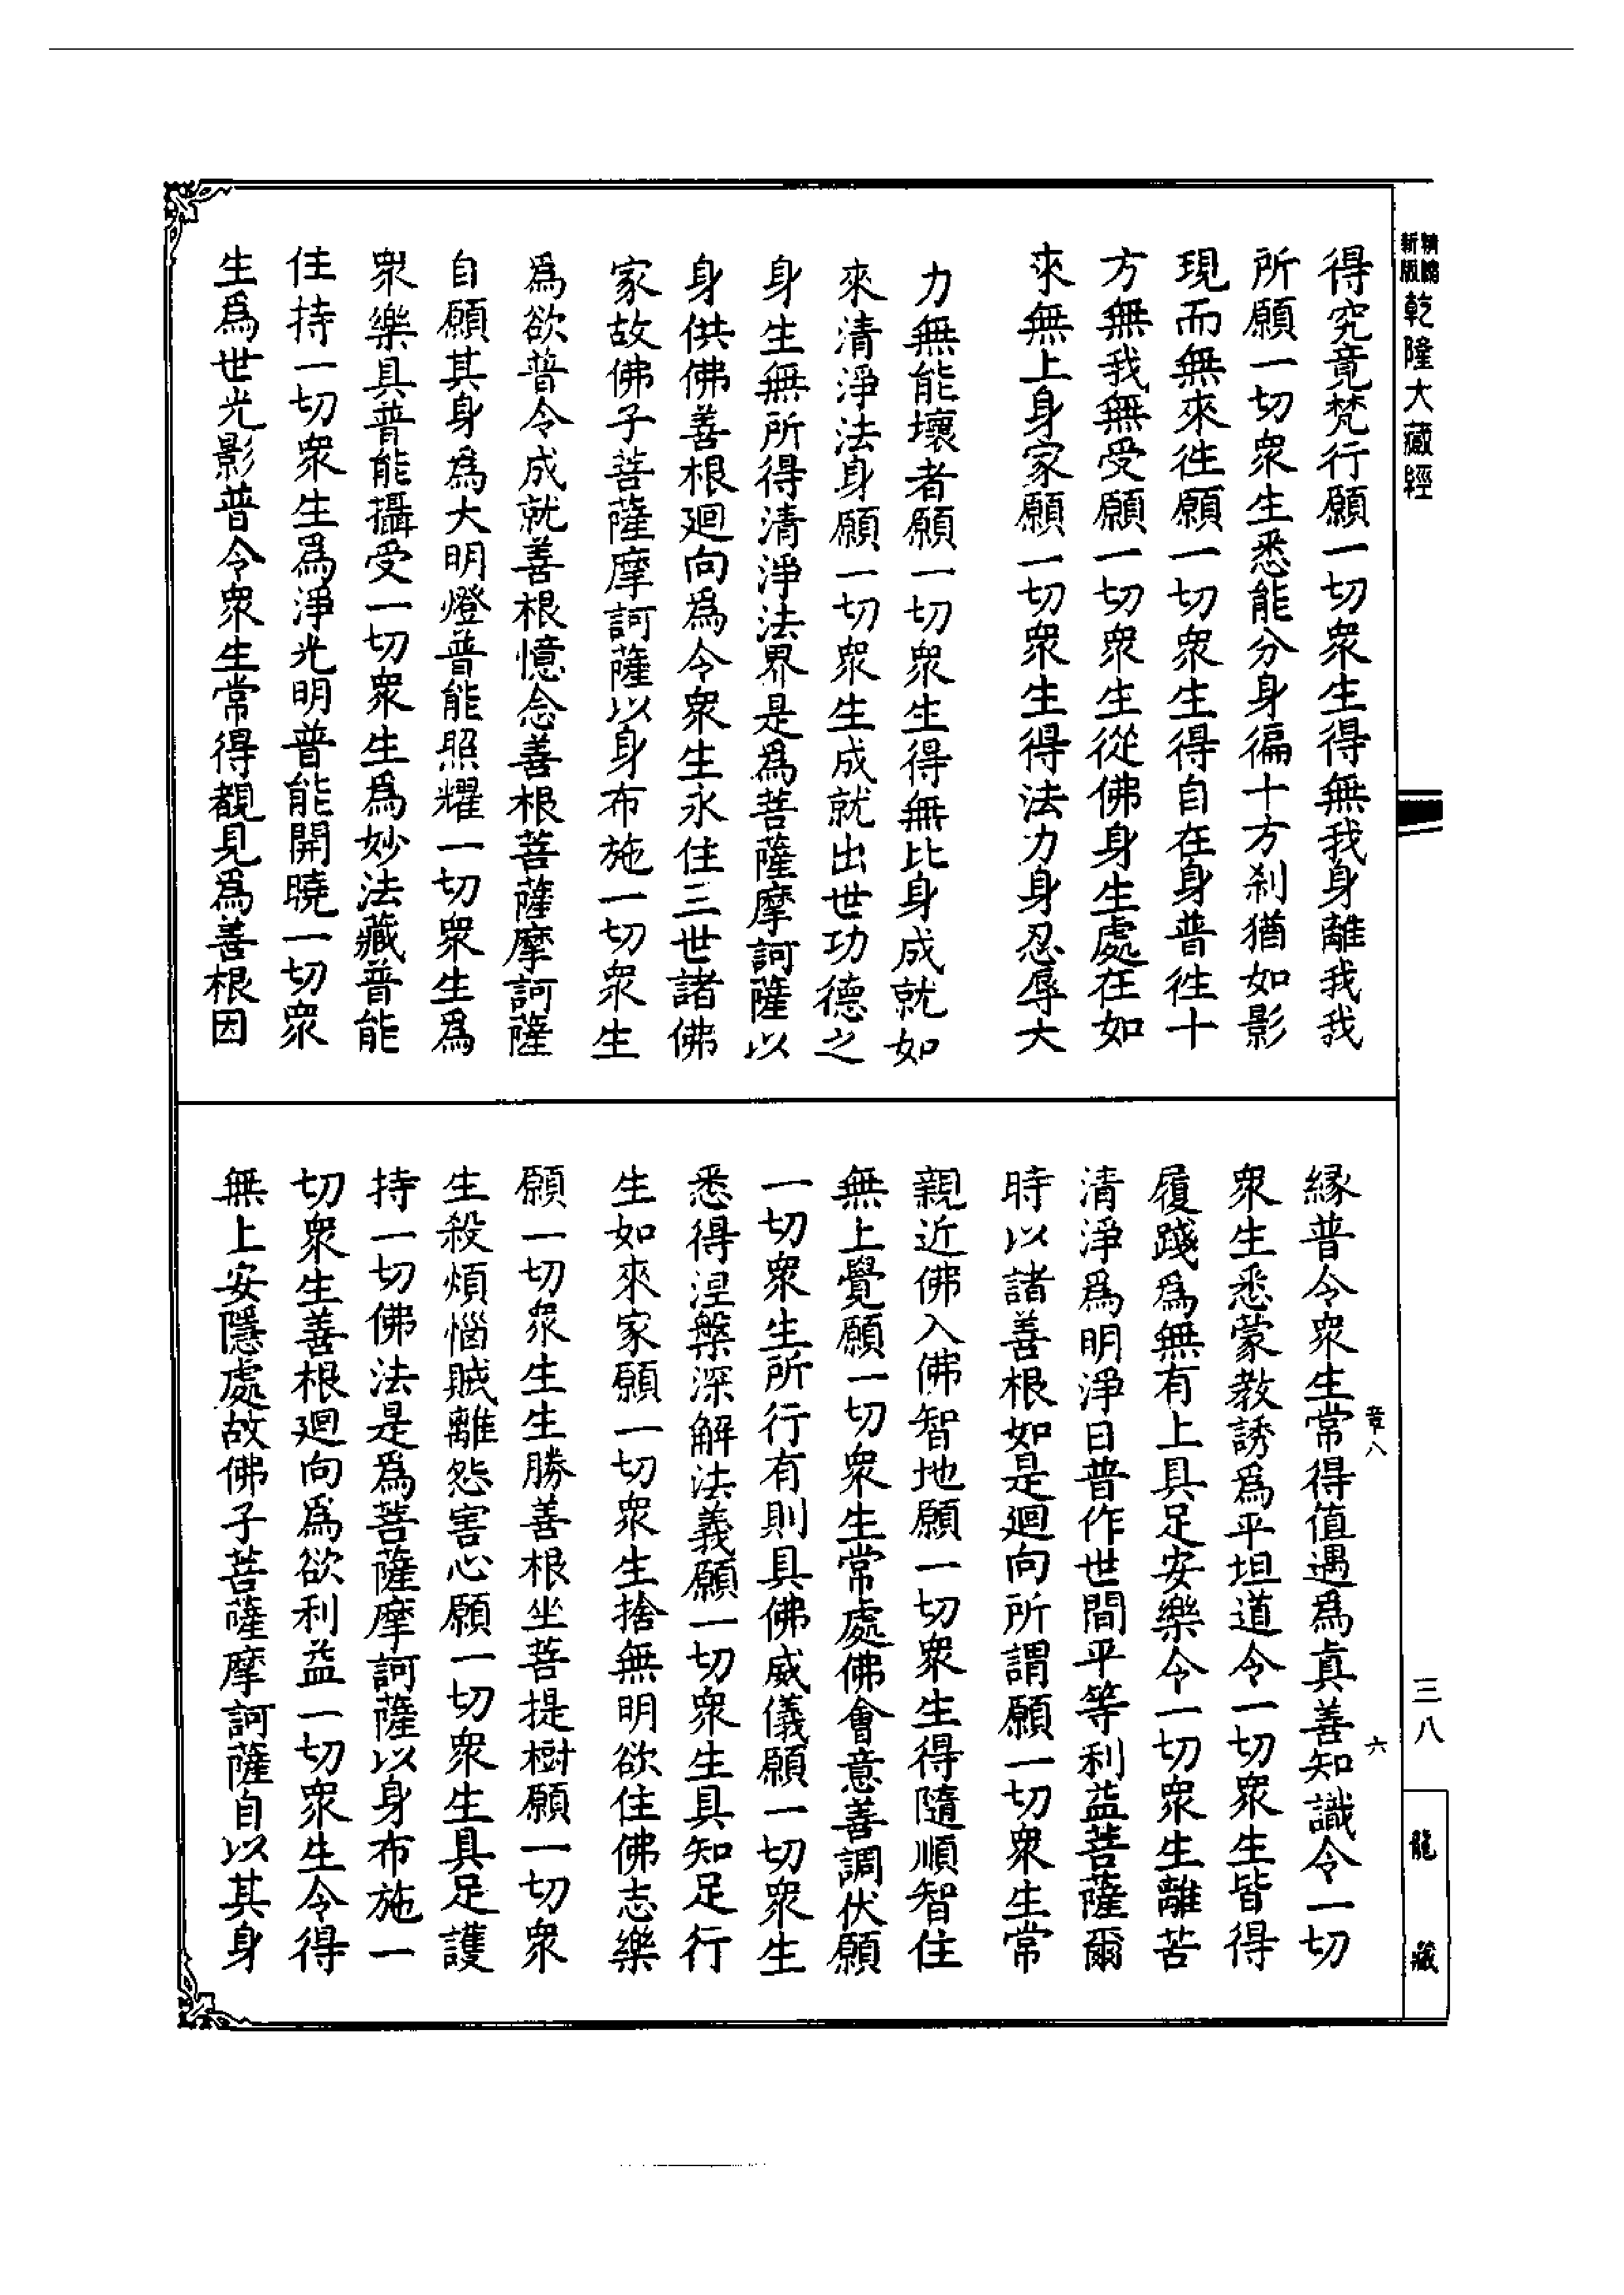 新版
精縮
乾隆大藏經
得究竟梵行願一切衆生得無我身離我我
所願一切衆生悉能分身徧十方刹猶如影
現而無來徃願一切衆生得自在身普徃十
方無我無受願一切衆生從佛身生處在如
來無上身家願一切衆生得法力身忍辱大
力無能壞者願一切衆生得無比身成就如
來清淨法身願一切衆生成就出世功德之
身生無所得清淨法界是爲菩薩摩訶薩以
身供佛善根廻向爲令衆生永住三世諸佛
家故佛子菩薩摩訶薩以身布施一切衆生
爲欲普令成就善根憶念善根菩薩摩訶薩
自願其身爲大明燈普能照耀一切衆生爲
衆樂具普能攝受一切衆生爲妙法藏普能
住持一切衆生爲淨光明普能開曉一切衆
生爲世光影普令衆生常得覩見爲善根因
章八
六
緣普令衆生常得值遇爲眞善知識令一切
衆生悉蒙教誘爲平坦道令一切衆生皆得
履踐爲無有上具足安樂令一切衆生離苦
清淨爲明淨日普作世間平等利益菩薩爾
時以諸善根如是廻向所謂願一切衆生常
親近佛入佛智地願一切衆生得隨順智住
無上覺願一切衆生常處佛會意善調伏願
一切衆生所行有則具佛威儀願一切衆生
悉得涅槃深解法義願一切衆生具知足行
生如來家願一切衆生捨無明欲住佛志樂
願一切衆生生勝善根坐菩提樹願一切衆
生殺煩惱賊離怨害心願一切衆生具足護
持一切佛法是爲菩薩摩訶薩以身布施一
切衆生善根廻向爲欲利益一切衆生令得
無上安隱處故佛子菩薩摩訶薩自以其身
三八
龍藏